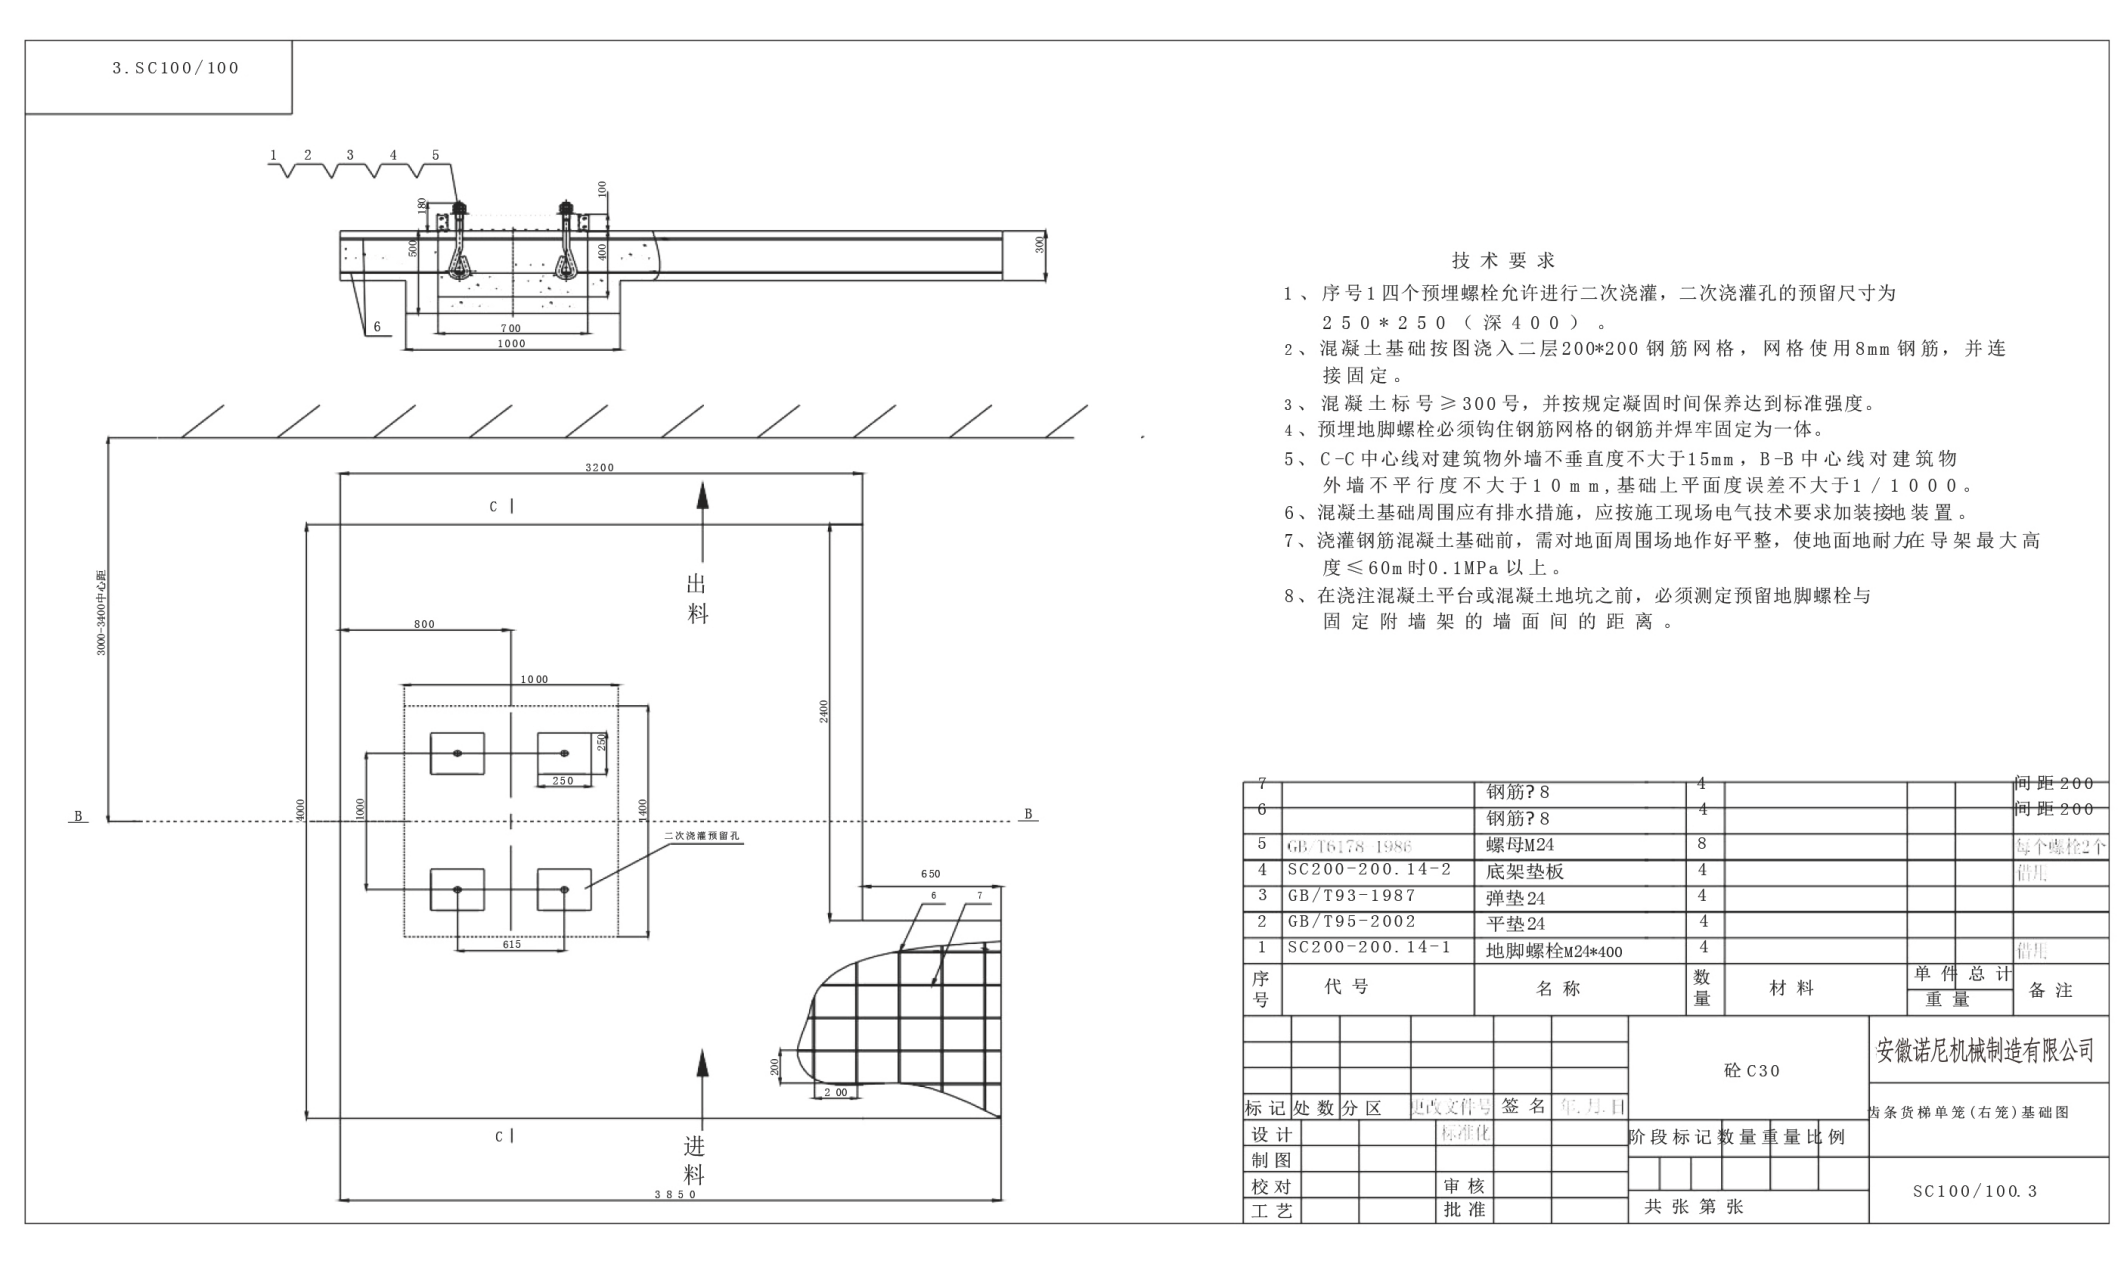 3.SC100/100
1 2 3 4 5
180
100
500
400
300
6
700
1000
技术要求
1、序号1四个预埋螺栓允许进行二次浇灌，二次浇灌孔的预留尺寸为
250*250（深400）。
2、混凝土基础按图浇入二层200*200钢筋网格，网格使用8mm钢筋，并连
接固定。
3、混凝土标号≥300号，并按规定凝固时间保养达到标准强度。
4、预埋地脚螺栓必须钩住钢筋网格的钢筋并焊牢固定为一体。
5、C-C中心线对建筑物外墙不垂直度不大于15mm，B-B中心线对建筑物
外墙不平行度不大于10mm,基础上平面度误差不大于1/1000。
6、混凝土基础周围应有排水措施，应按施工现场电气技术要求加装接地装置。
7、浇灌钢筋混凝土基础前，需对地面周围场地作好平整，使地面地耐力在导架最大高
度≤60m时0.1MPa以上。
8、在浇注混凝土平台或混凝土地坑之前，必须测定预留地脚螺栓与
固定附墙架的墙面间的距离。
3200
C
出
料
3000-3400中心距
800
1000
2400
250
250
4000
1000
1400
B
B
二次浇灌预留孔
650
6
7
615
200
200
C
进
料
3850
7 钢筋?8 4 间距200
6 钢筋?8 4 间距200
5 GB/T6178-1986 螺母M24 8 每个螺栓2个
4 SC200-200.14-2 底架垫板 4 借用
3 GB/T93-1987 弹垫24 4
2 GB/T95-2002 平垫24 4
1 SC200-200.14-1 地脚螺栓M24*400 4 借用
序号 代号 名称 数量 材料 单件 总计 重量 备注
砼C30
安徽诺尼机械制造有限公司
标记 处数 分区 更改文件号 签名 年.月.日
齿条货梯单笼(右笼)基础图
设计 标准化
阶段标记 数量 重量 比例
制图
校对 审核
SC100/100.3
工艺 批准
共 张 第 张